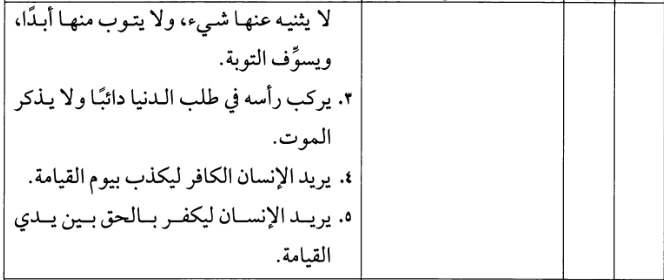 لا يثنيه عنها شيء، ولا يتوب منها أبدًا،
ويسوِّف التوبة.
٣. يركب رأسه في طلب الدنيا دائبًا ولا يذكر
الموت.
٤. يريد الإنسان الكافر ليكذب بيوم القيامة.
٥. يريد الإنسان ليكفر بالحق بين يدي
القيامة.